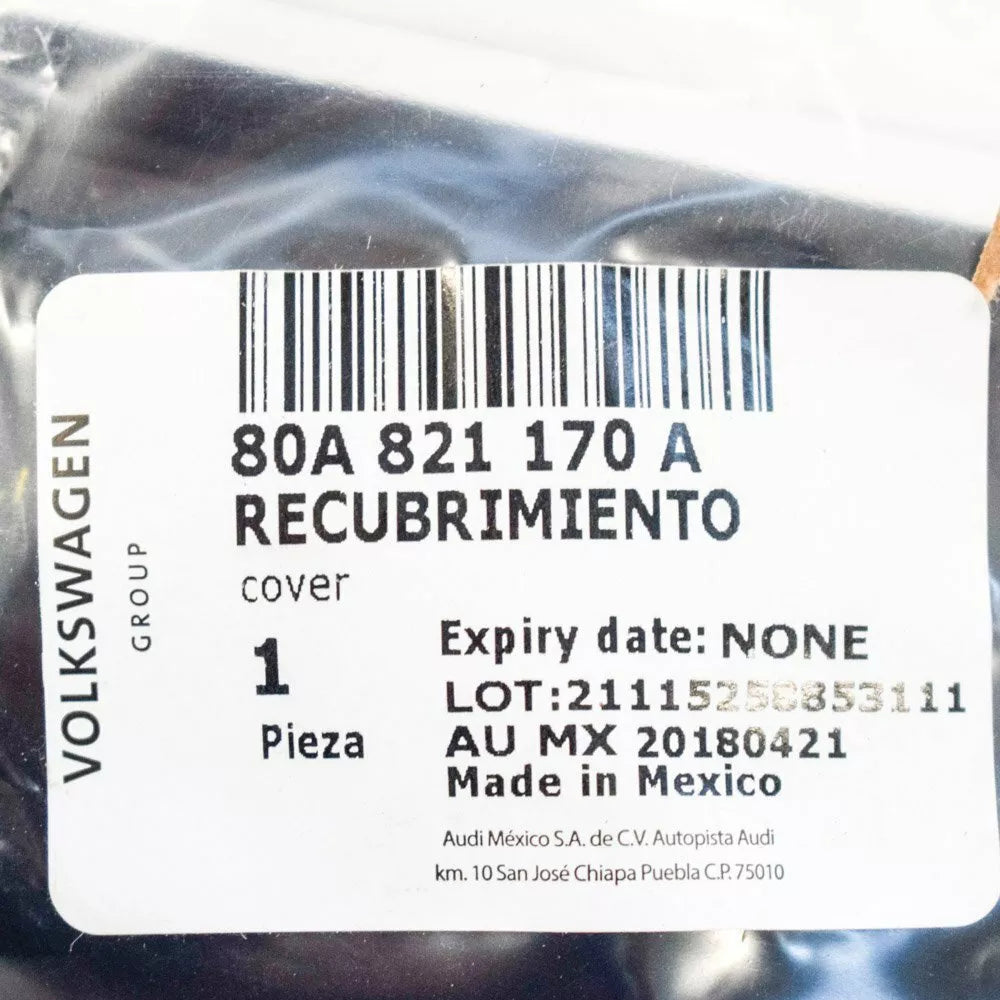 80A 821 170 A
RECUBRIMIENTO
cover
1
Pieza
Expiry date: NONE
LOT:211115250853111
AU MX 20180421
Made in Mexico
Audi México S.A. de C.V. Autopista Audi
km. 10 San José Chiapa Puebla C.P. 75010
VOLKSWAGEN
GROUP